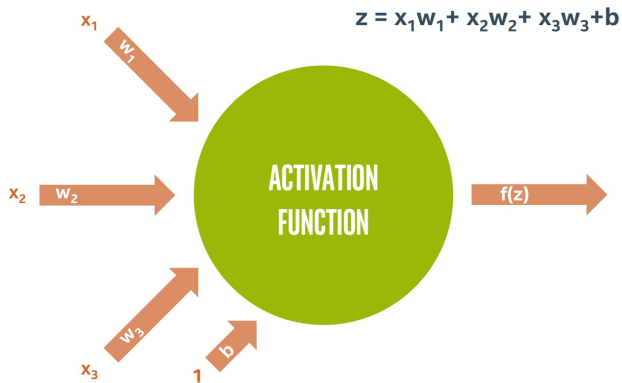 x₁
z = x₁w₁+ x₂w₂+ x₃w₃+b
w₁
ACTIVATION
FUNCTION
x₂
w₂
f(z)
w₃
b
x₃
1